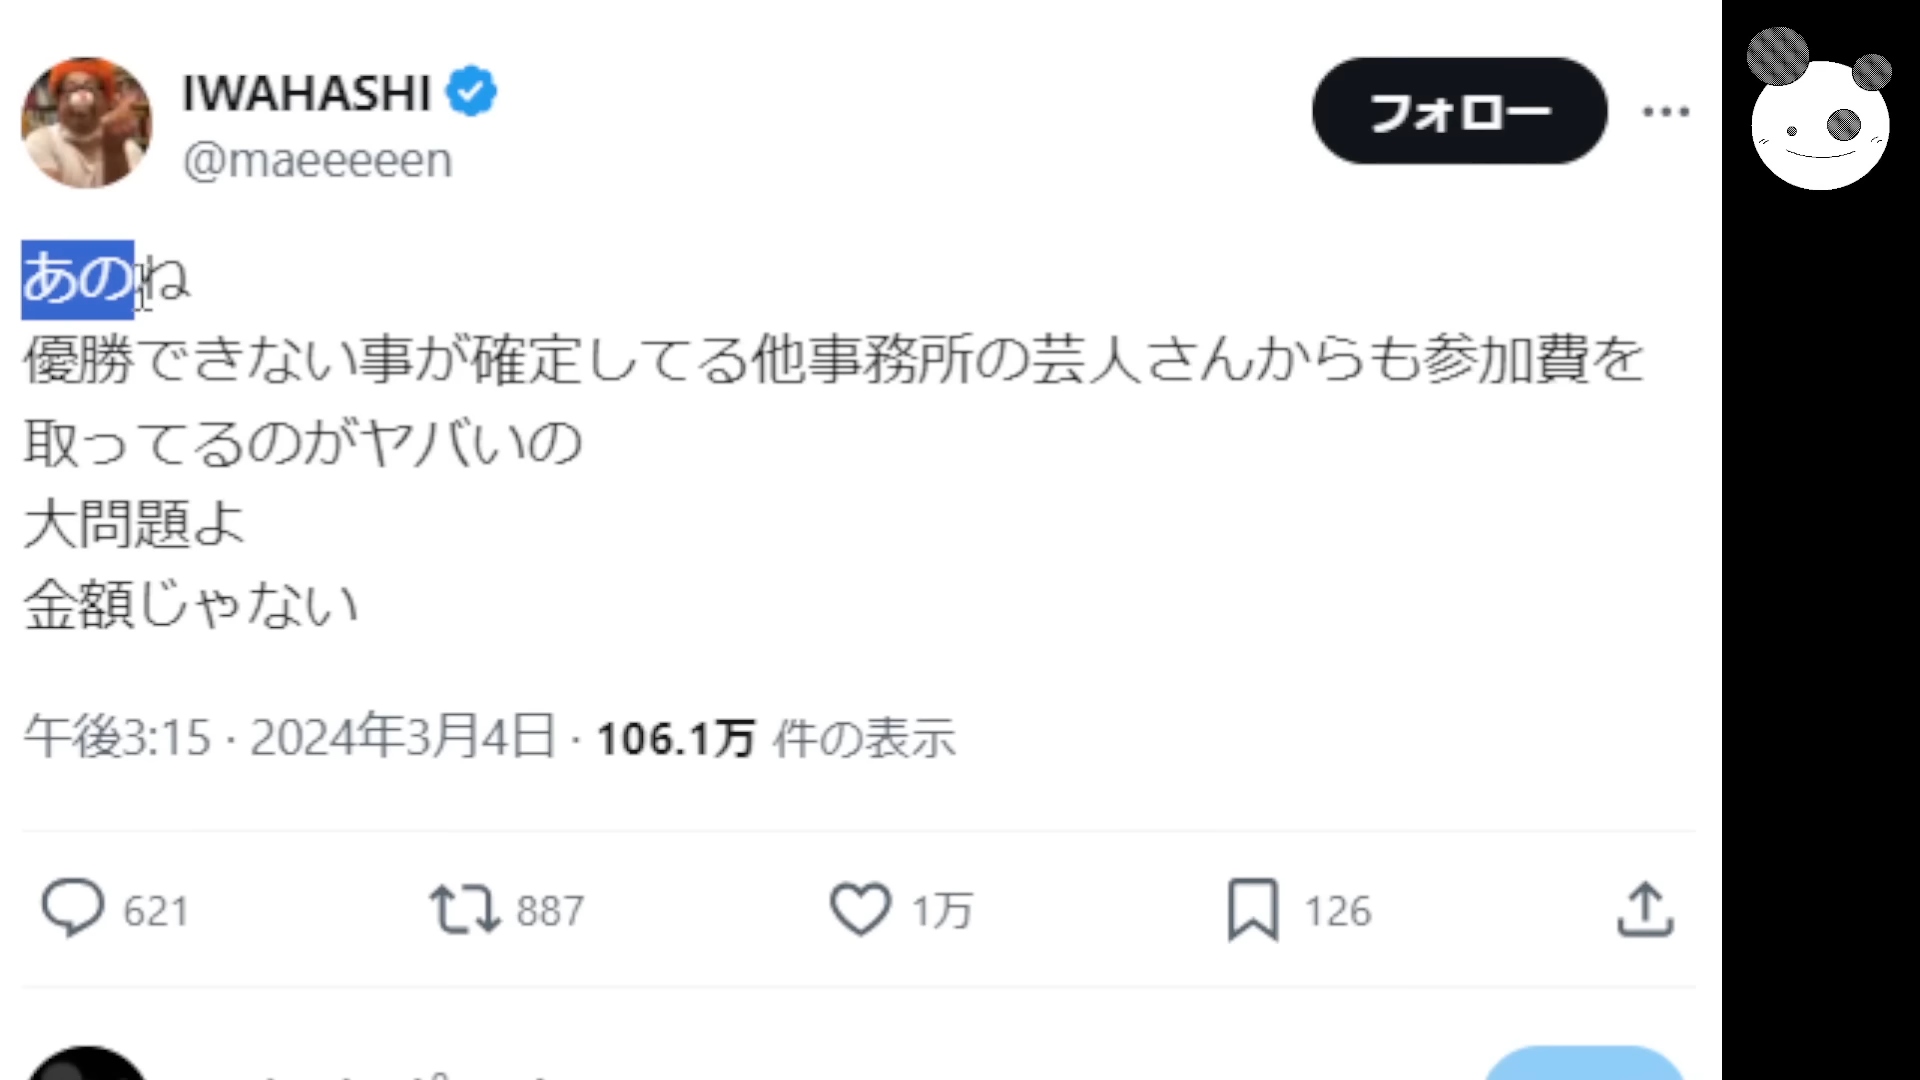 IWAHASHI
@maeeeeen
フォロー
あのね
優勝できない事が確定してる他事務所の芸人さんからも参加費を
取ってるのがヤバいの
大問題よ
金額じゃない
午後3:15 · 2024年3月4日 · 106.1万 件の表示
621 887 1万 126